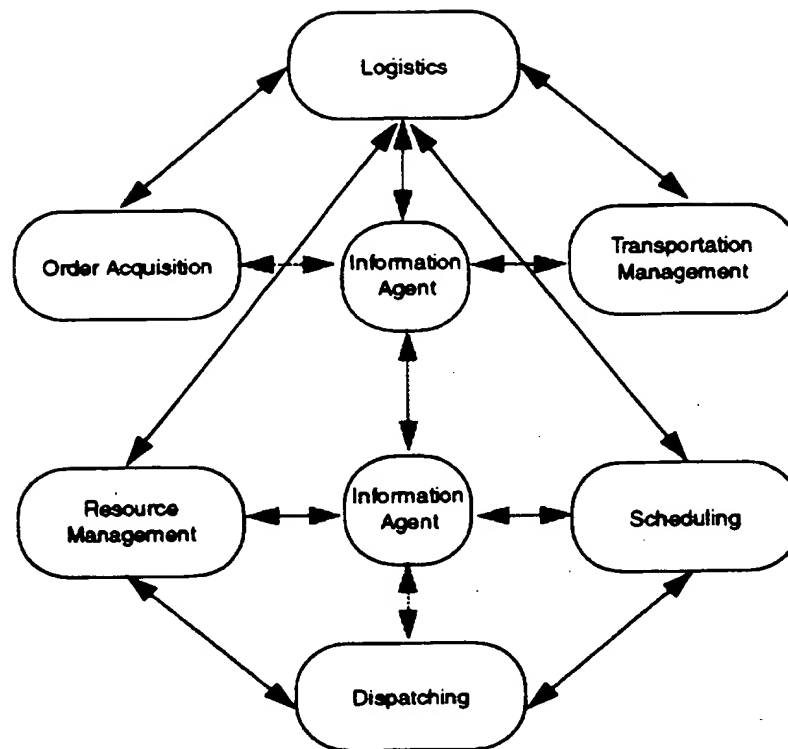 Logistics
Order Acquisition
Information
Agent
Transportation
Management
Resource
Management
Information
Agent
Scheduling
Dispatching